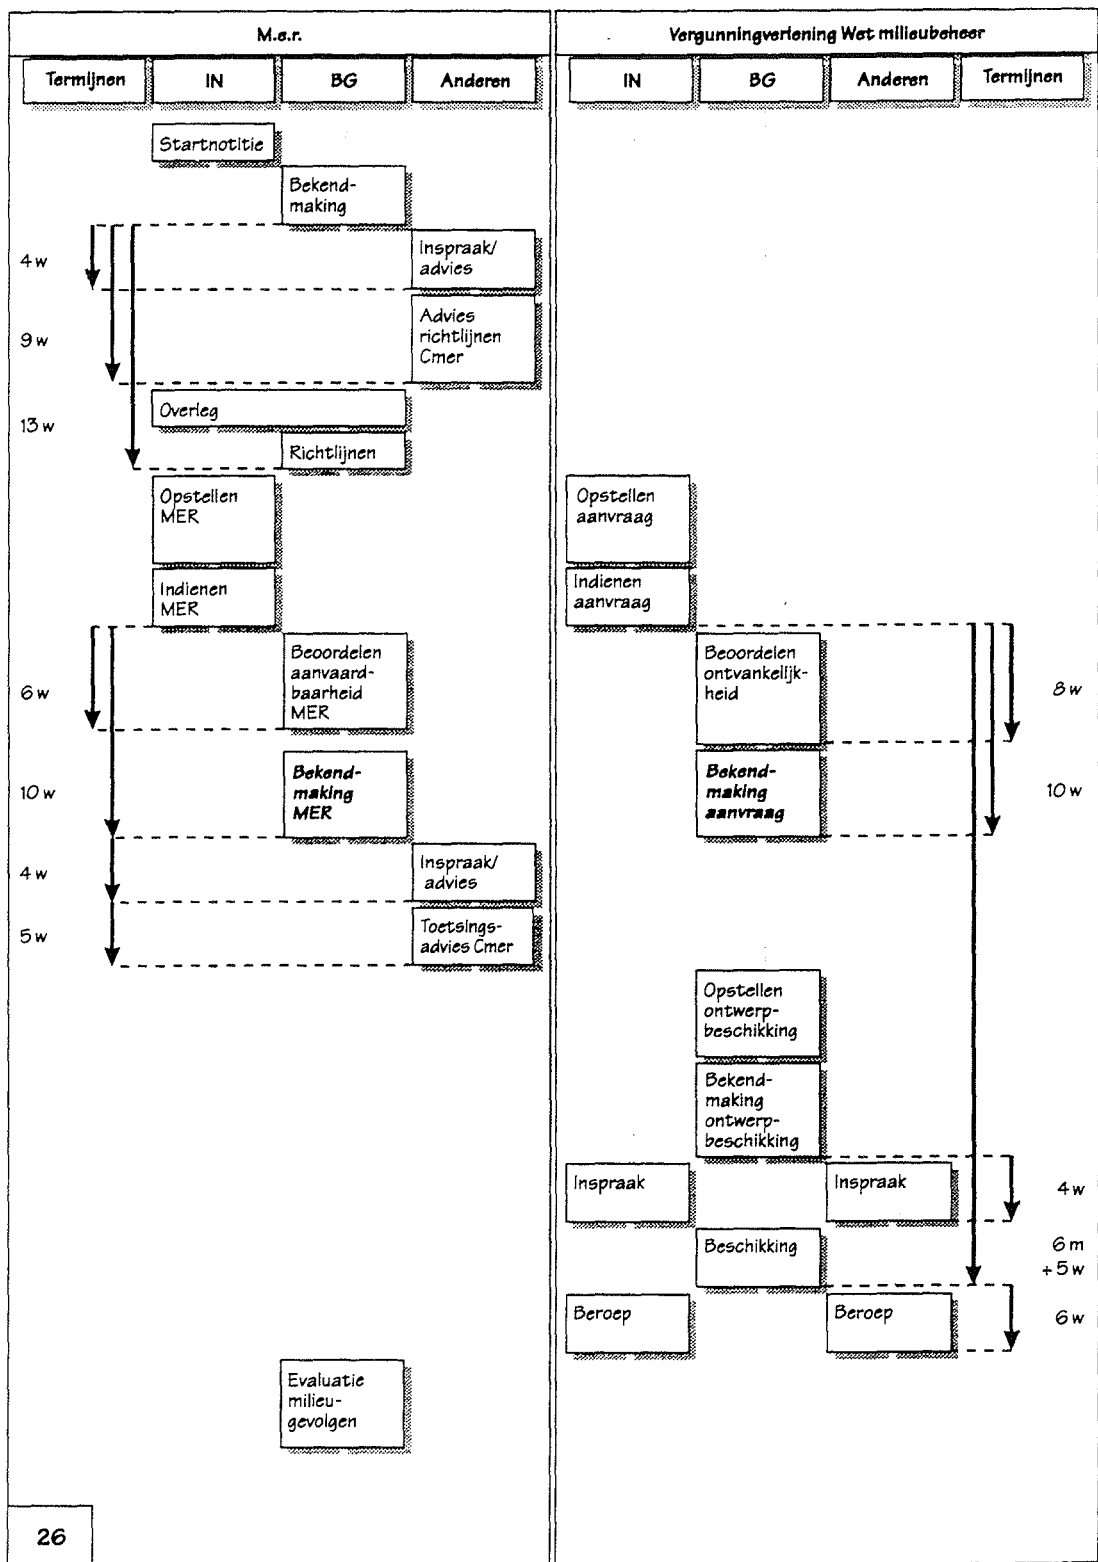 M.e.r.
Vergunningverlening Wet milieubeheer
Termijnen
IN
BG
Anderen
IN
BG
Anderen
Termijnen
Startnotitie
Bekend-
making
4 w
Inspraak/
advies
9 w
Advies
richtlijnen
Cmer
Overleg
13 w
Richtlijnen
Opstellen
MER
Opstellen
aanvraag
Indienen
MER
Indienen
aanvraag
6 w
Beoordelen
aanvaard-
baarheid
MER
Beoordelen
ontvankelijk-
heid
8 w
10 w
Bekend-
making
MER
Bekend-
making
aanvraag
10 w
4 w
Inspraak/
advies
5 w
Toetsings-
advies Cmer
Opstellen
ontwerp-
beschikking
Bekend-
making
ontwerp-
beschikking
Inspraak
Inspraak
4 w
Beschikking
6 m
+ 5 w
Beroep
Beroep
6 w
Evaluatie
milieu-
gevolgen
26